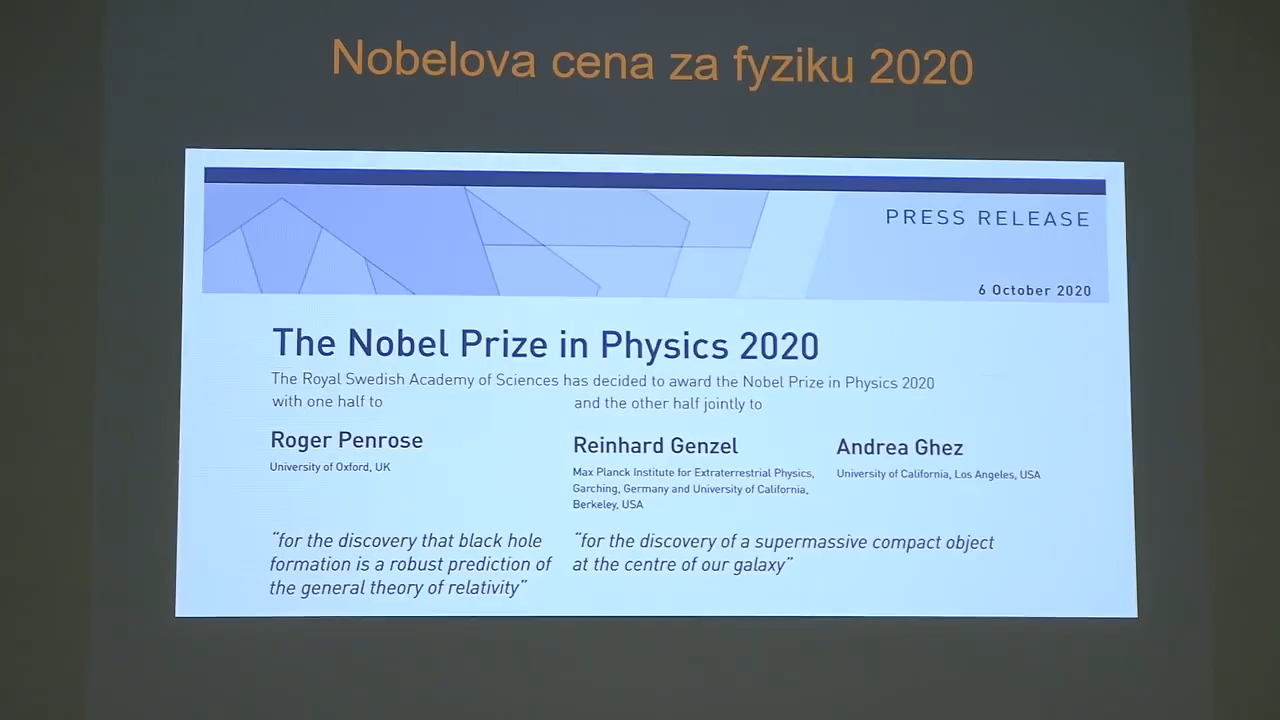 Nobelova cena za fyziku 2020
PRESS RELEASE
6 October 2020
The Nobel Prize in Physics 2020
The Royal Swedish Academy of Sciences has decided to award the Nobel Prize in Physics 2020
with one half to
and the other half jointly to
Roger Penrose
University of Oxford, UK
Reinhard Genzel
Max Planck Institute for Extraterrestrial Physics,
Garching, Germany and University of California,
Berkeley, USA
Andrea Ghez
University of California, Los Angeles, USA
“for the discovery that black hole
formation is a robust prediction of
the general theory of relativity”
“for the discovery of a supermassive compact object
at the centre of our galaxy”